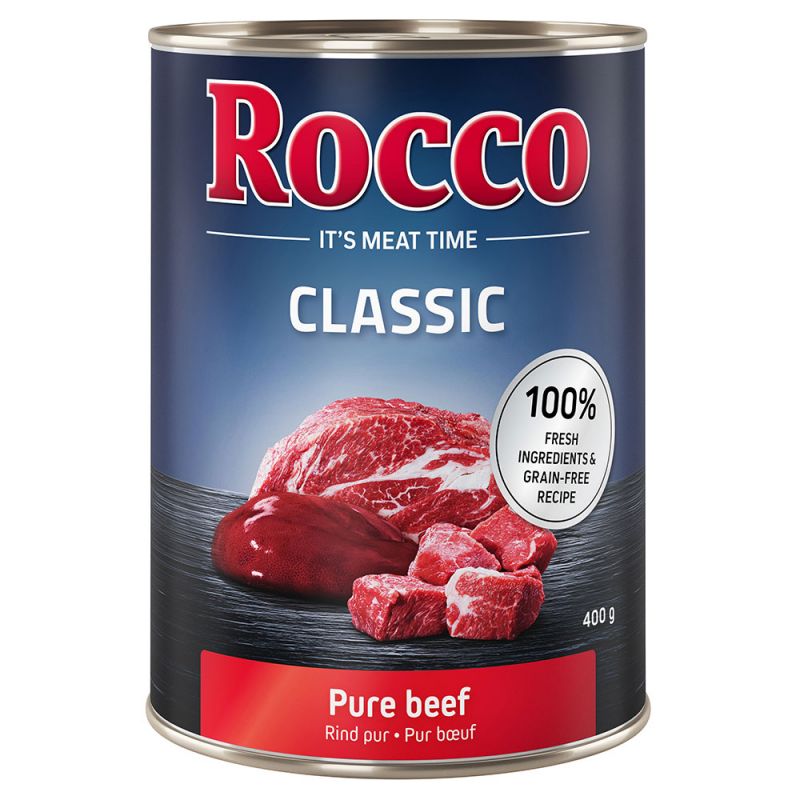 Rocco
IT'S MEAT TIME
CLASSIC
100%
FRESH
INGREDIENTS &
GRAIN-FREE
RECIPE
400 g
Pure beef
Rind pur • Pur bœuf